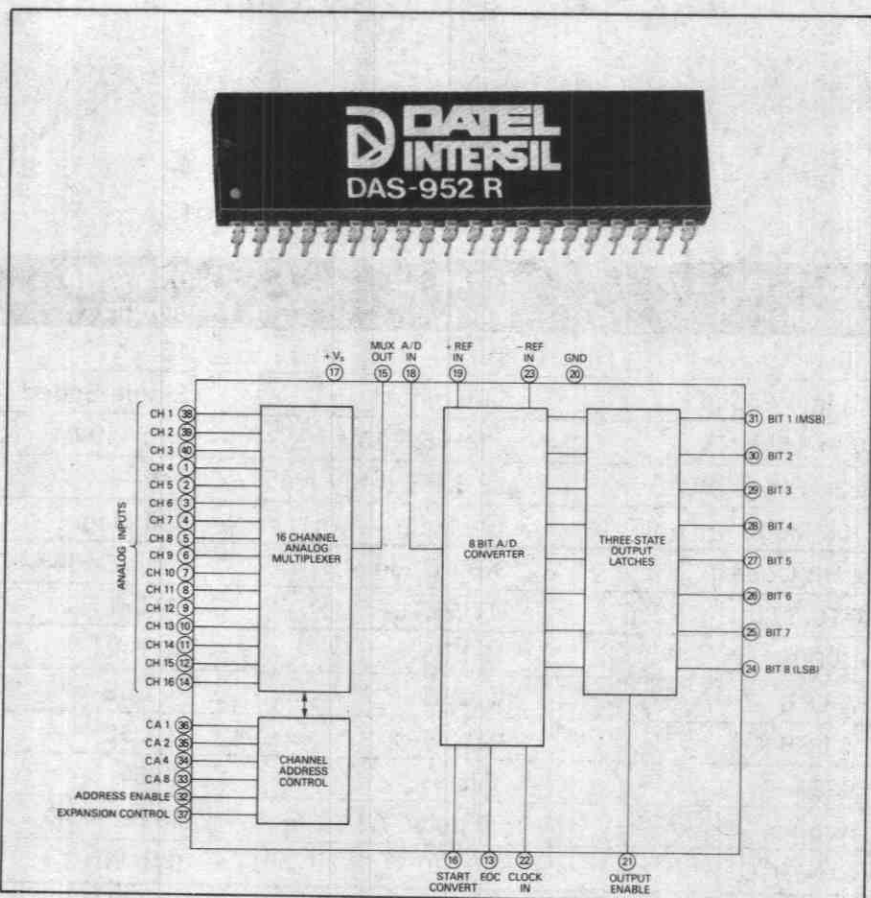 DATEL
INTERSIL
DAS-952 R
+VS
17
MUX
OUT
15
A/D
IN
18
+ REF
IN
19
− REF
IN
23
GND
20
ANALOG INPUTS
CH 1 38
CH 2 39
CH 3 40
CH 4 1
CH 5 2
CH 6 3
CH 7 4
CH 8 5
CH 9 6
CH 10 7
CH 11 8
CH 12 9
CH 13 10
CH 14 11
CH 15 12
CH 16 14
16 CHANNEL
ANALOG
MULTIPLEXER
8 BIT A/D
CONVERTER
THREE-STATE
OUTPUT
LATCHES
31 BIT 1 (MSB)
30 BIT 2
29 BIT 3
28 BIT 4
27 BIT 5
26 BIT 6
25 BIT 7
24 BIT 8 (LSB)
CA 1 36
CA 2 35
CA 4 34
CA 8 33
ADDRESS ENABLE 32
EXPANSION CONTROL 37
CHANNEL
ADDRESS
CONTROL
16
START
CONVERT
13
EOC
22
CLOCK
IN
21
OUTPUT
ENABLE